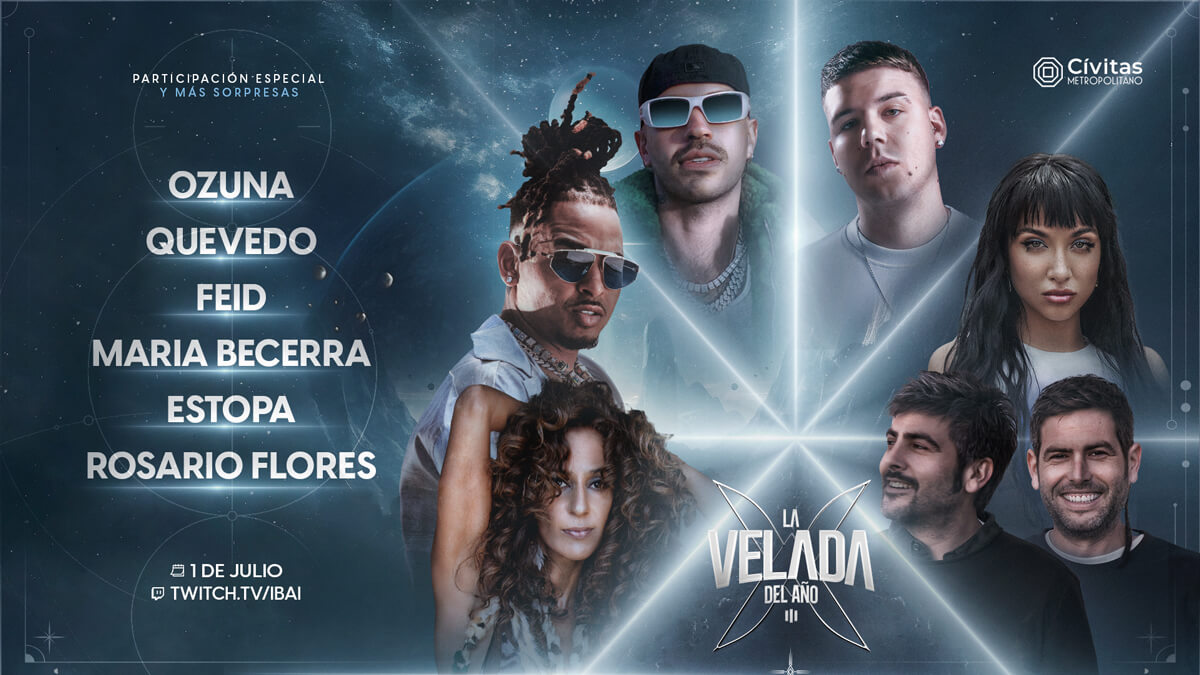 PARTICIPACIÓN ESPECIAL
Y MÁS SORPRESAS
OZUNA
QUEVEDO
FEID
MARIA BECERRA
ESTOPA
ROSARIO FLORES
1 DE JULIO
TWITCH.TV/IBAI
Cívitas
METROPOLITANO
LA
VELADA
DEL AÑO
III